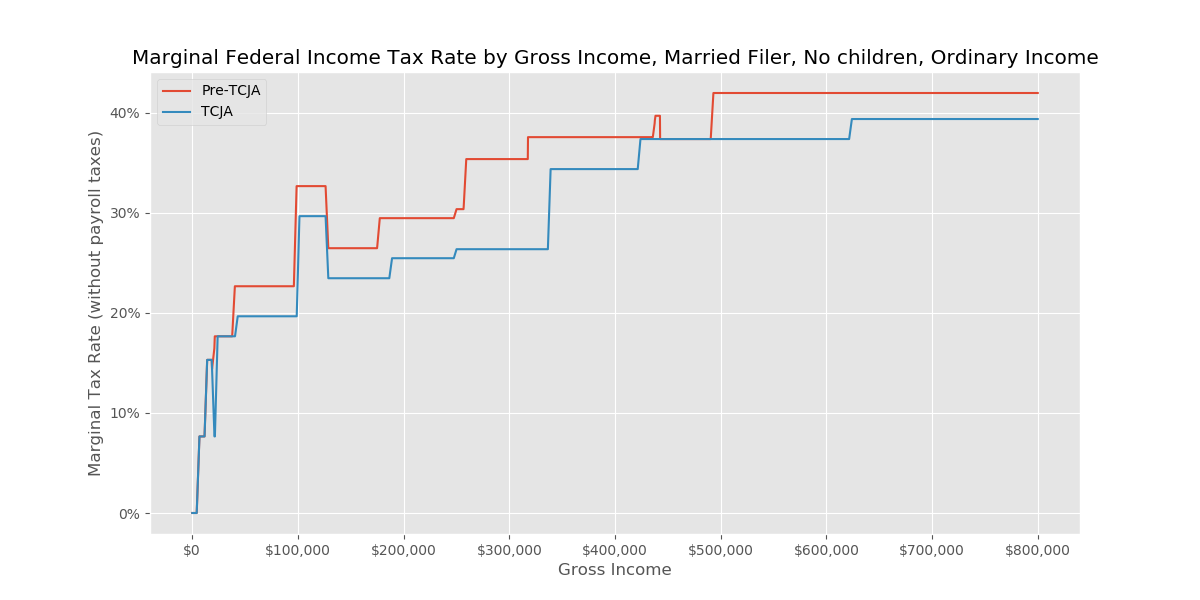 Marginal Federal Income Tax Rate by Gross Income, Married Filer, No children, Ordinary Income
Pre-TCJA
TCJA
Marginal Tax Rate (without payroll taxes)
40%
30%
20%
10%
0%
$0 $100,000 $200,000 $300,000 $400,000 $500,000 $600,000 $700,000 $800,000
Gross Income